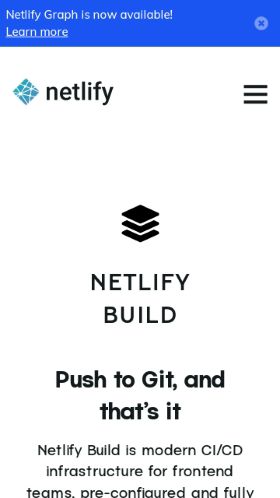 Netlify Graph is now available!
Learn more
netlify
NETLIFY
BUILD
Push to Git, and
that's it
Netlify Build is modern CI/CD
infrastructure for frontend
teams, pre-configured and fully